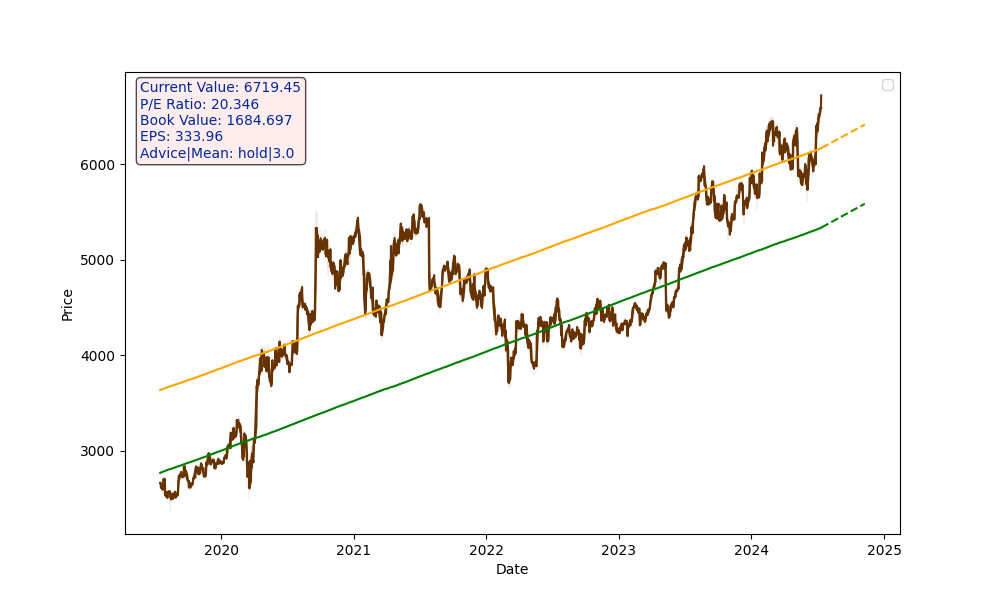 Current Value: 6719.45
P/E Ratio: 20.346
Book Value: 1684.697
EPS: 333.96
Advice|Mean: hold|3.0
Price
6000
5000
4000
3000
2020 2021 2022 2023 2024 2025
Date